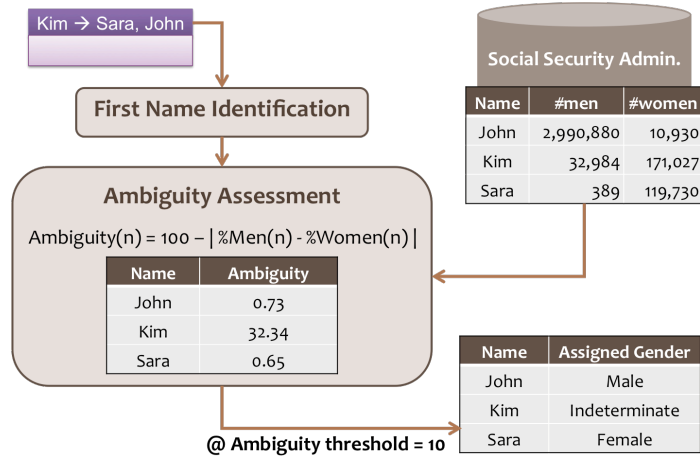 Kim → Sara, John
First Name Identification
Social Security Admin.
Name #men #women
John 2,990,880 10,930
Kim 32,984 171,027
Sara 389 119,730
Ambiguity Assessment
Ambiguity(n) = 100 – | %Men(n) - %Women(n) |
Name Ambiguity
John 0.73
Kim 32.34
Sara 0.65
Name Assigned Gender
John Male
Kim Indeterminate
Sara Female
@ Ambiguity threshold = 10